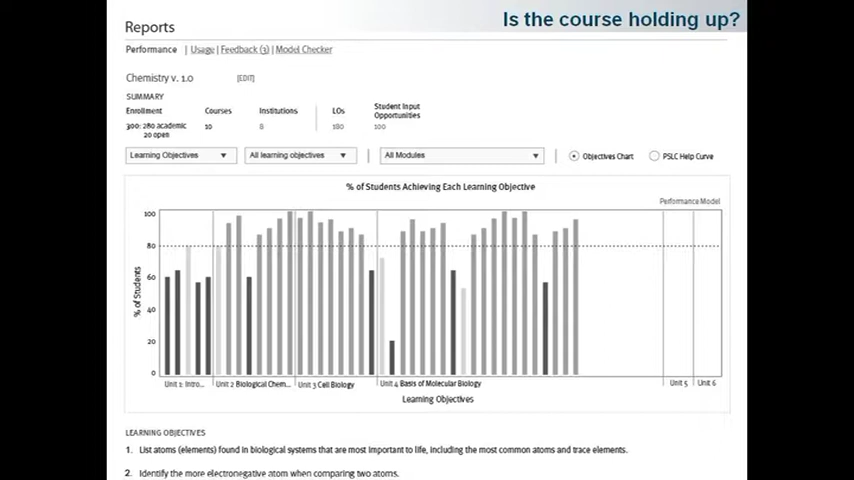 Is the course holding up?
Reports
Performance | Usage | Feedback (3) | Model Checker
Chemistry v. 1.0 [EDIT]
SUMMARY
Enrollment Courses Institutions LOs Student Input Opportunities
300: 280 academic 10 8 180 100
20 open
Learning Objectives All learning objectives All Modules Objectives Chart PSLC Help Curve
% of Students Achieving Each Learning Objective
Performance Model
100
80
60
40
20
0
% of Students
Unit 1: Intro... Unit 2 Biological Chem... Unit 3 Cell Biology Unit 4 Basis of Molecular Biology Unit 5 Unit 6
Learning Objectives
LEARNING OBJECTIVES
1. List atoms (elements) found in biological systems that are most important to life, including the most common atoms and trace elements.
2. Identify the more electronegative atom when comparing two atoms.